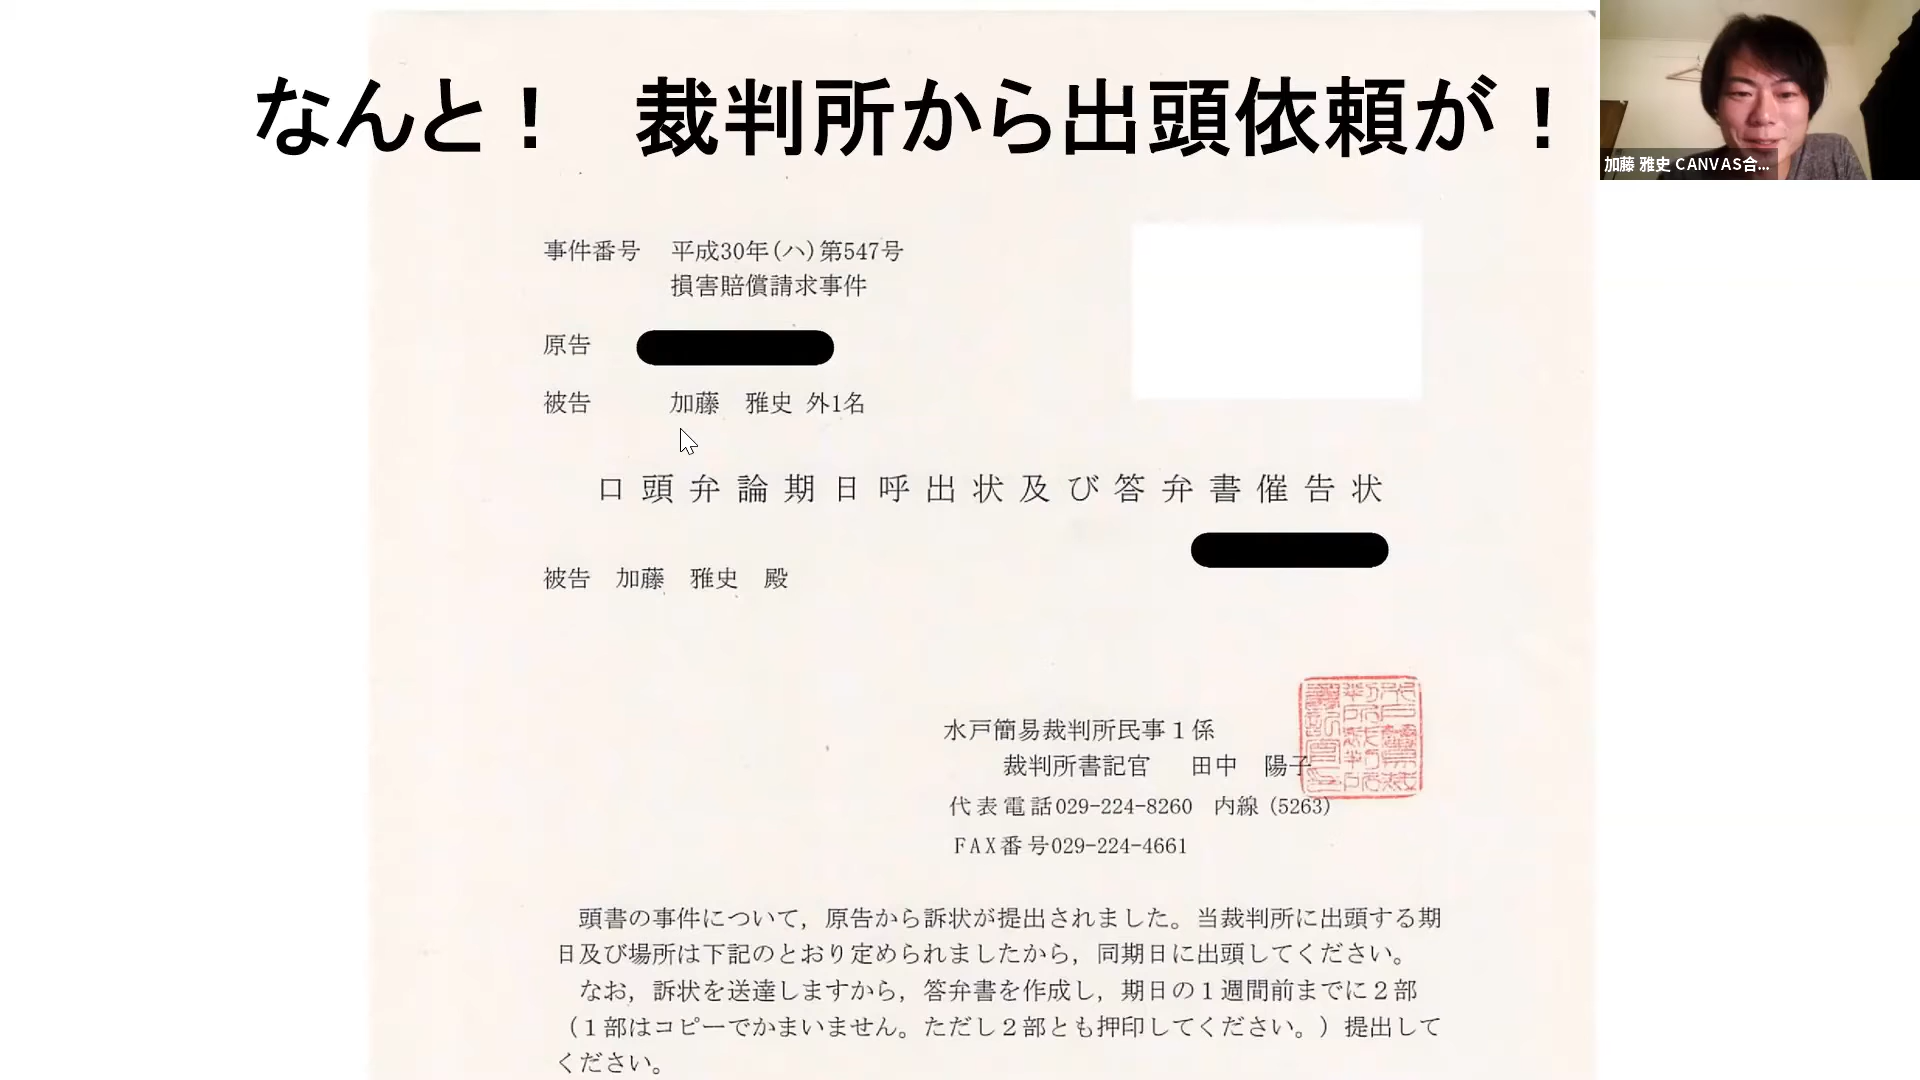 なんと！　裁判所から出頭依頼が！
加藤 雅史 CANVAS合...
事件番号　平成30年(ハ)第547号
損害賠償請求事件
原告
被告　加藤　雅史 外1名
口頭弁論期日呼出状及び答弁書催告状
被告　加藤　雅史　殿
水戸簡易裁判所民事１係
裁判所書記官　田中　陽子
代表電話029-224-8260　内線 (5263)
FAX番号029-224-4661
頭書の事件について，原告から訴状が提出されました。当裁判所に出頭する期
日及び場所は下記のとおり定められましたから，同期日に出頭してください。
なお，訴状を送達しますから，答弁書を作成し，期日の１週間前までに２部
（１部はコピーでかまいません。ただし２部とも押印してください。）提出して
ください。